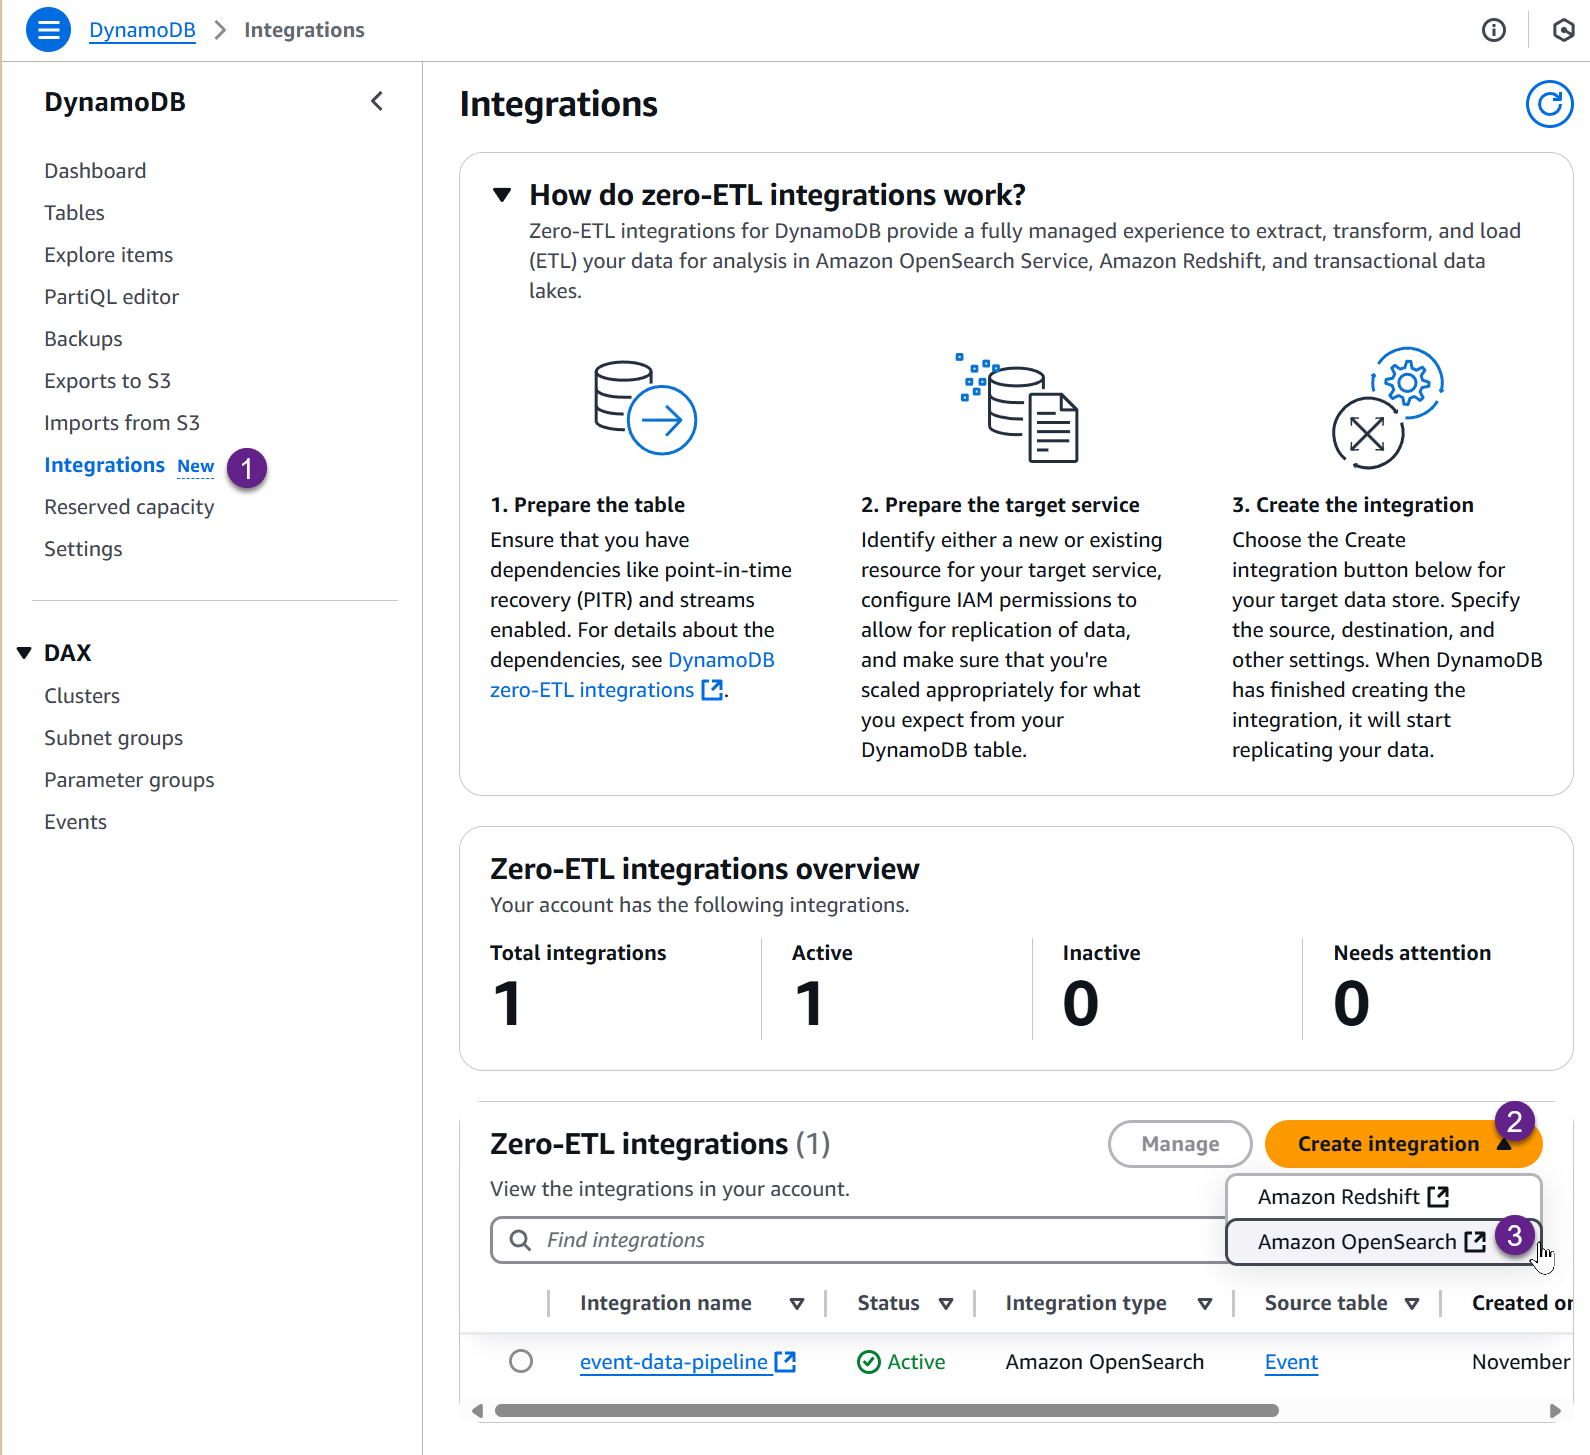 DynamoDB > Integrations
DynamoDB
Dashboard
Tables
Explore items
PartiQL editor
Backups
Exports to S3
Imports from S3
Integrations New 1
Reserved capacity
Settings
DAX
Clusters
Subnet groups
Parameter groups
Events
Integrations
How do zero-ETL integrations work?
Zero-ETL integrations for DynamoDB provide a fully managed experience to extract, transform, and load
(ETL) your data for analysis in Amazon OpenSearch Service, Amazon Redshift, and transactional data
lakes.
1. Prepare the table
Ensure that you have
dependencies like point-in-time
recovery (PITR) and streams
enabled. For details about the
dependencies, see DynamoDB
zero-ETL integrations.
2. Prepare the target service
Identify either a new or existing
resource for your target service,
configure IAM permissions to
allow for replication of data,
and make sure that you're
scaled appropriately for what
you expect from your
DynamoDB table.
3. Create the integration
Choose the Create
integration button below for
your target data store. Specify
the source, destination, and
other settings. When DynamoDB
has finished creating the
integration, it will start
replicating your data.
Zero-ETL integrations overview
Your account has the following integrations.
Total integrations
1
Active
1
Inactive
0
Needs attention
0
Zero-ETL integrations (1)
View the integrations in your account.
Manage
Create integration 2
Amazon Redshift
Amazon OpenSearch 3
Find integrations
Integration name Status Integration type Source table Created on
event-data-pipeline Active Amazon OpenSearch Event November